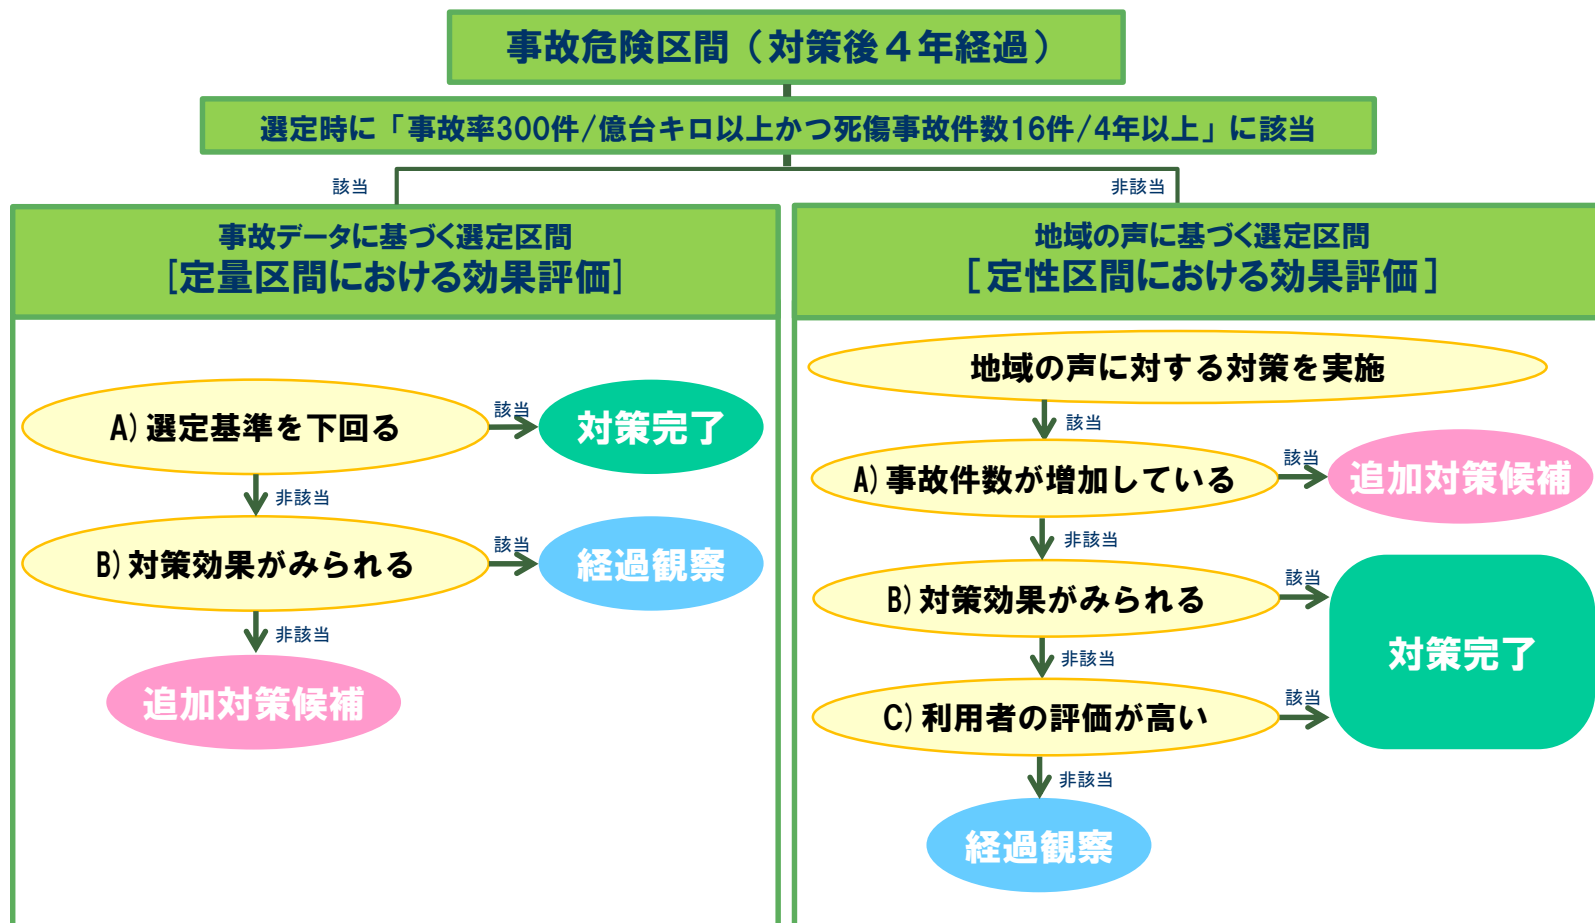 事故危険区間（対策後４年経過）
選定時に「事故率300件/億台キロ以上かつ死傷事故件数16件/4年以上」に該当
該当
非該当
事故データに基づく選定区間
[定量区間における効果評価]
A)選定基準を下回る
該当
対策完了
非該当
B)対策効果がみられる
該当
経過観察
非該当
追加対策候補
地域の声に基づく選定区間
[定性区間における効果評価]
地域の声に対する対策を実施
該当
A)事故件数が増加している
該当
追加対策候補
非該当
B)対策効果がみられる
該当
対策完了
非該当
C)利用者の評価が高い
該当
非該当
経過観察